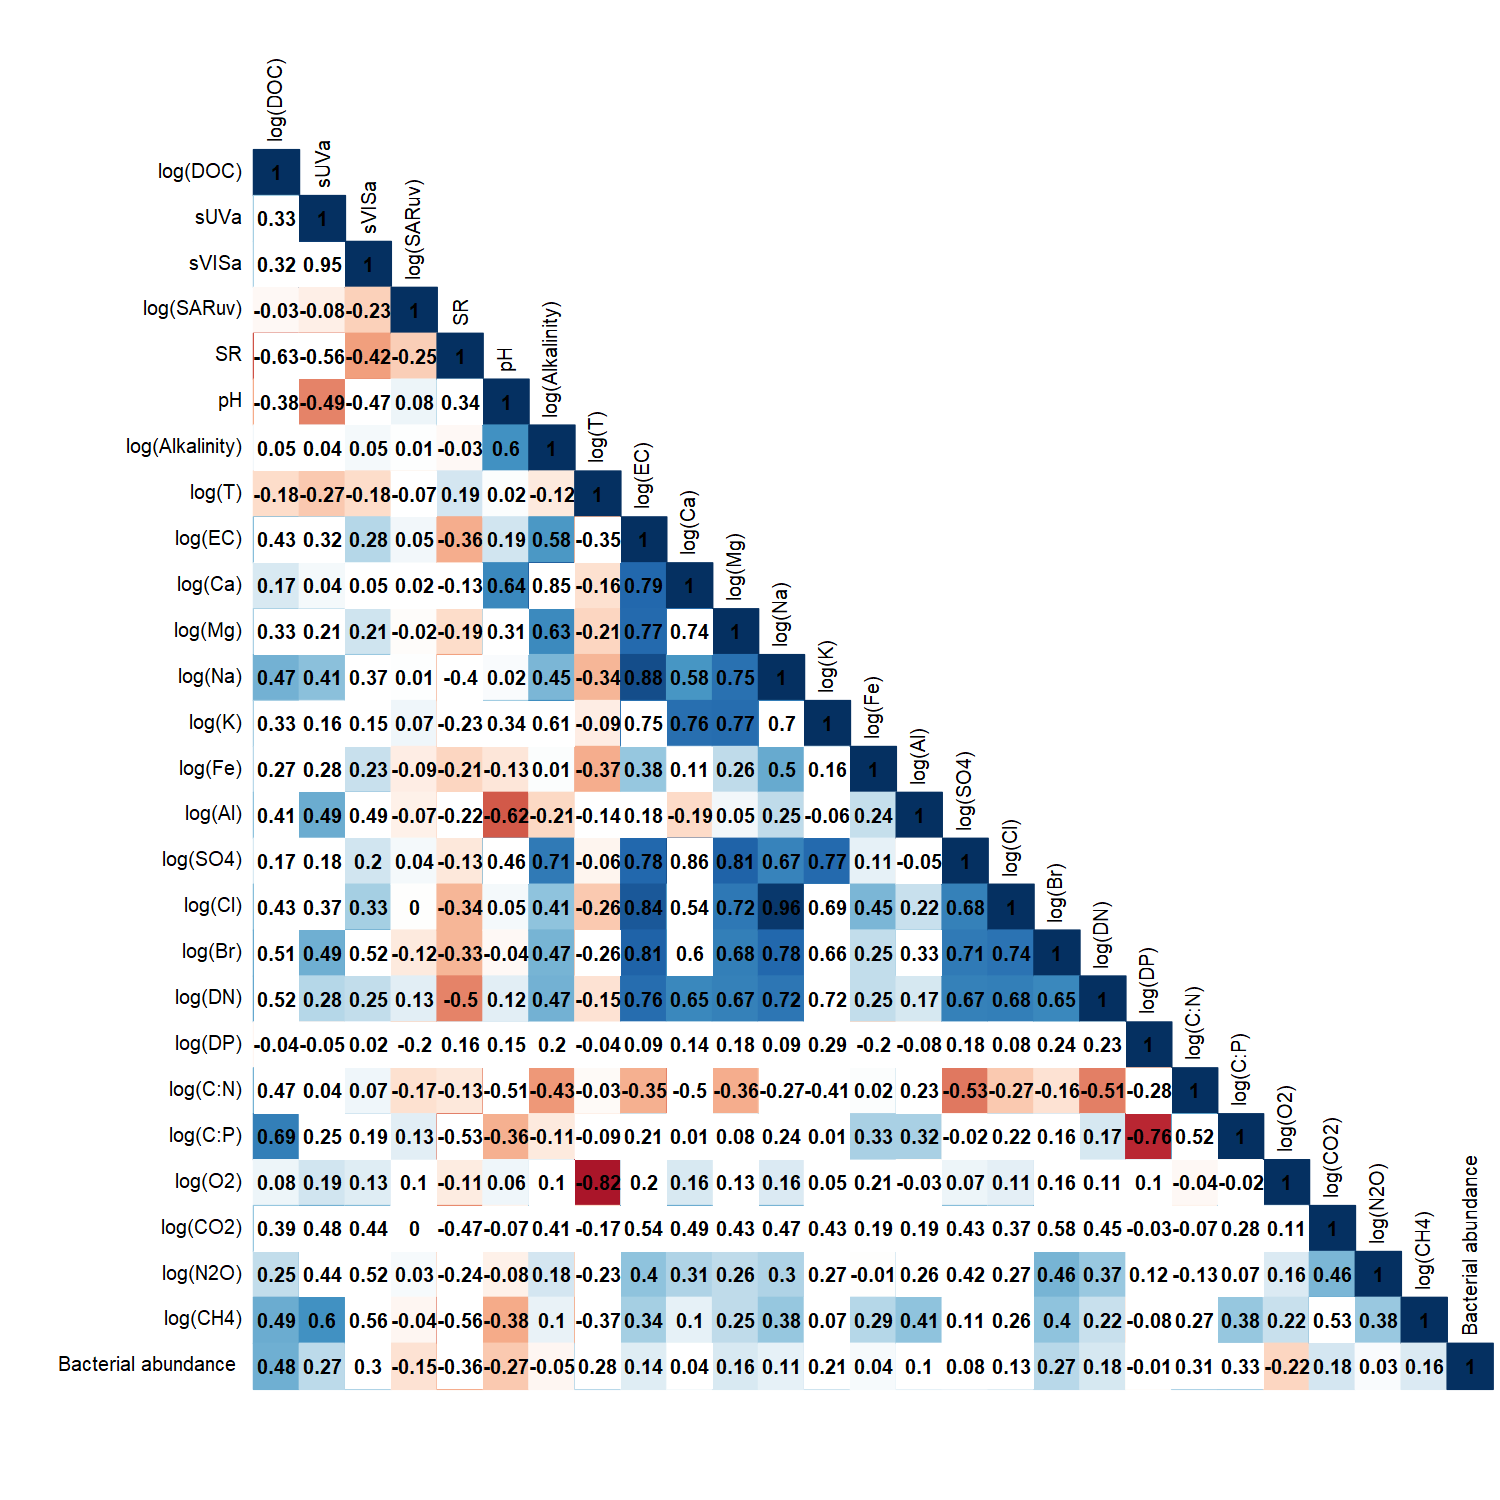 log(DOC)
sUVa
sVISa
log(SARuv)
SR
pH
log(Alkalinity)
log(T)
log(EC)
log(Ca)
log(Mg)
log(Na)
log(K)
log(Fe)
log(Al)
log(SO4)
log(Cl)
log(Br)
log(DN)
log(DP)
log(C:N)
log(C:P)
log(O2)
log(CO2)
log(N2O)
log(CH4)
Bacterial abundance
log(DOC) 1
sUVa 0.33 1
sVISa 0.32 0.95 1
log(SARuv) -0.03 -0.08 -0.23 1
SR -0.63 -0.56 -0.42 -0.25 1
pH -0.38 -0.49 -0.47 0.08 0.34 1
log(Alkalinity) 0.05 0.04 0.05 0.01 -0.03 0.6 1
log(T) -0.18 -0.27 -0.18 -0.07 0.19 0.02 -0.12 1
log(EC) 0.43 0.32 0.28 0.05 -0.36 0.19 0.58 -0.35 1
log(Ca) 0.17 0.04 0.05 0.02 -0.13 0.64 0.85 -0.16 0.79 1
log(Mg) 0.33 0.21 0.21 -0.02 -0.19 0.31 0.63 -0.21 0.77 0.74 1
log(Na) 0.47 0.41 0.37 0.01 -0.4 0.02 0.45 -0.34 0.88 0.58 0.75 1
log(K) 0.33 0.16 0.15 0.07 -0.23 0.34 0.61 -0.09 0.75 0.76 0.77 0.7 1
log(Fe) 0.27 0.28 0.23 -0.09 -0.21 -0.13 0.01 -0.37 0.38 0.11 0.26 0.5 0.16 1
log(Al) 0.41 0.49 0.49 -0.07 -0.22 -0.62 -0.21 -0.14 0.18 -0.19 0.05 0.25 -0.06 0.24 1
log(SO4) 0.17 0.18 0.2 0.04 -0.13 0.46 0.71 -0.06 0.78 0.86 0.81 0.67 0.77 0.11 -0.05 1
log(Cl) 0.43 0.37 0.33 0 -0.34 0.05 0.41 -0.26 0.84 0.54 0.72 0.96 0.69 0.45 0.22 0.68 1
log(Br) 0.51 0.49 0.52 -0.12 -0.33 -0.04 0.47 -0.26 0.81 0.6 0.68 0.78 0.66 0.25 0.33 0.71 0.74 1
log(DN) 0.52 0.28 0.25 0.13 -0.5 0.12 0.47 -0.15 0.76 0.65 0.67 0.72 0.72 0.25 0.17 0.67 0.68 0.65 1
log(DP) -0.04 -0.05 0.02 -0.2 0.16 0.15 0.2 -0.04 0.09 0.14 0.18 0.09 0.29 -0.2 -0.08 0.18 0.08 0.24 0.23 1
log(C:N) 0.47 0.04 0.07 -0.17 -0.13 -0.51 -0.43 -0.03 -0.35 -0.5 -0.36 -0.27 -0.41 0.02 0.23 -0.53 -0.27 -0.16 -0.51 -0.28 1
log(C:P) 0.69 0.25 0.19 0.13 -0.53 -0.36 -0.11 -0.09 0.21 0.01 0.08 0.24 0.01 0.33 0.32 -0.02 0.22 0.16 0.17 -0.76 0.52 1
log(O2) 0.08 0.19 0.13 0.1 -0.11 0.06 0.1 -0.82 0.2 0.16 0.13 0.16 0.05 0.21 -0.03 0.07 0.11 0.16 0.11 0.1 -0.04 -0.02 1
log(CO2) 0.39 0.48 0.44 0 -0.47 -0.07 0.41 -0.17 0.54 0.49 0.43 0.47 0.43 0.19 0.19 0.43 0.37 0.58 0.45 -0.03 -0.07 0.28 0.11 1
log(N2O) 0.25 0.44 0.52 0.03 -0.24 -0.08 0.18 -0.23 0.4 0.31 0.26 0.3 0.27 -0.01 0.26 0.42 0.27 0.46 0.37 0.12 -0.13 0.07 0.16 0.46 1
log(CH4) 0.49 0.6 0.56 -0.04 -0.56 -0.38 0.1 -0.37 0.34 0.1 0.25 0.38 0.07 0.29 0.41 0.11 0.26 0.4 0.22 -0.08 0.27 0.38 0.22 0.53 0.38 1
Bacterial abundance 0.48 0.27 0.3 -0.15 -0.36 -0.27 -0.05 0.28 0.14 0.04 0.16 0.11 0.21 0.04 0.1 0.08 0.13 0.27 0.18 -0.01 0.31 0.33 -0.22 0.18 0.03 0.16 1